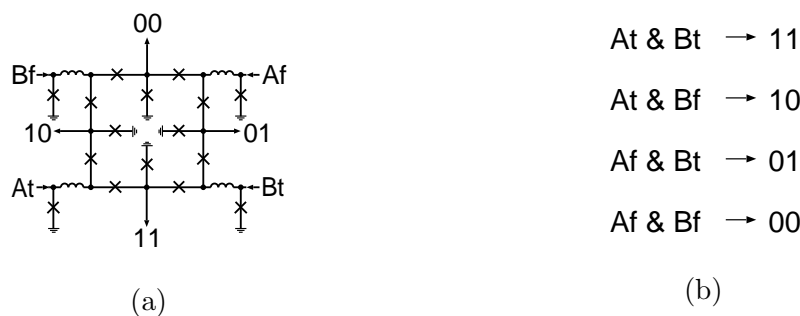 00
Bf Af
10 01
At Bt
11
(a)
At & Bt → 11
At & Bf → 10
Af & Bt → 01
Af & Bf → 00
(b)